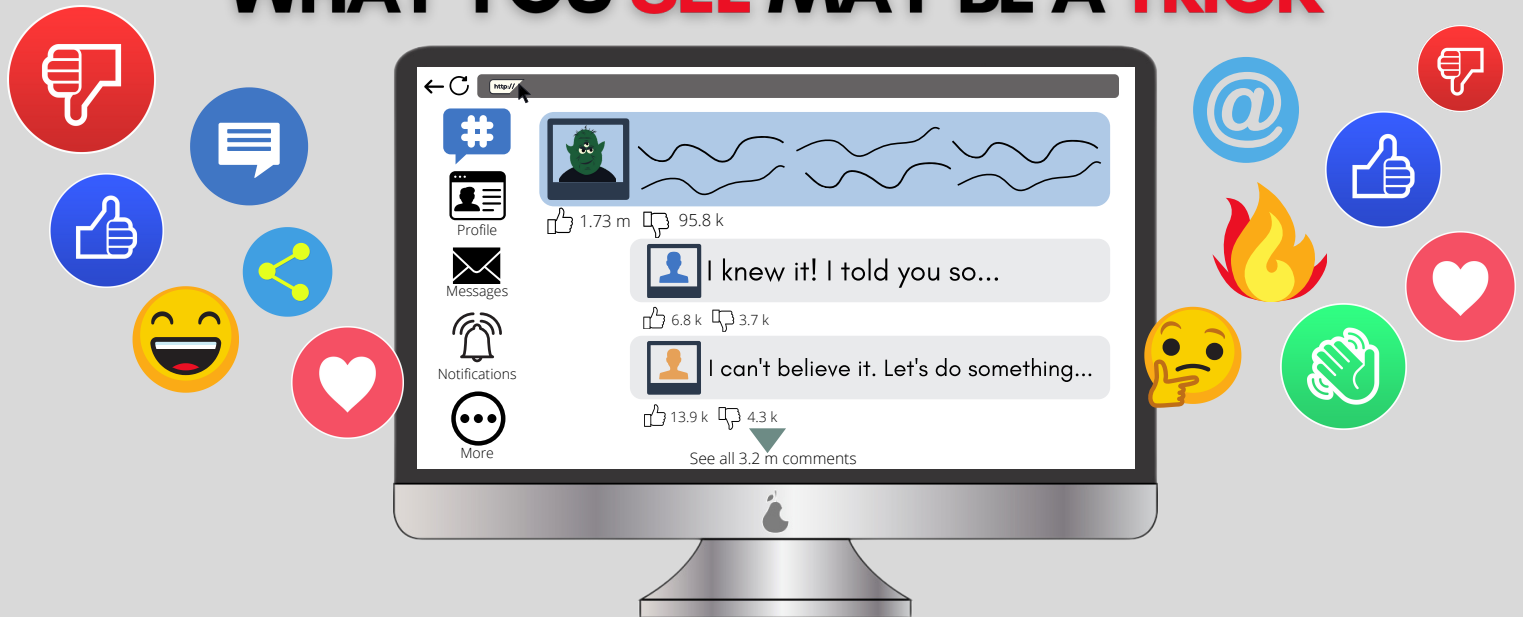 WHAT YOU SEE MAY BE A TRICK
http://
#
1.73 m 95.8 k
Profile
I knew it! I told you so...
Messages
6.8 k 3.7 k
I can't believe it. Let's do something...
Notifications
13.9 k 4.3 k
More
See all 3.2 m comments
@